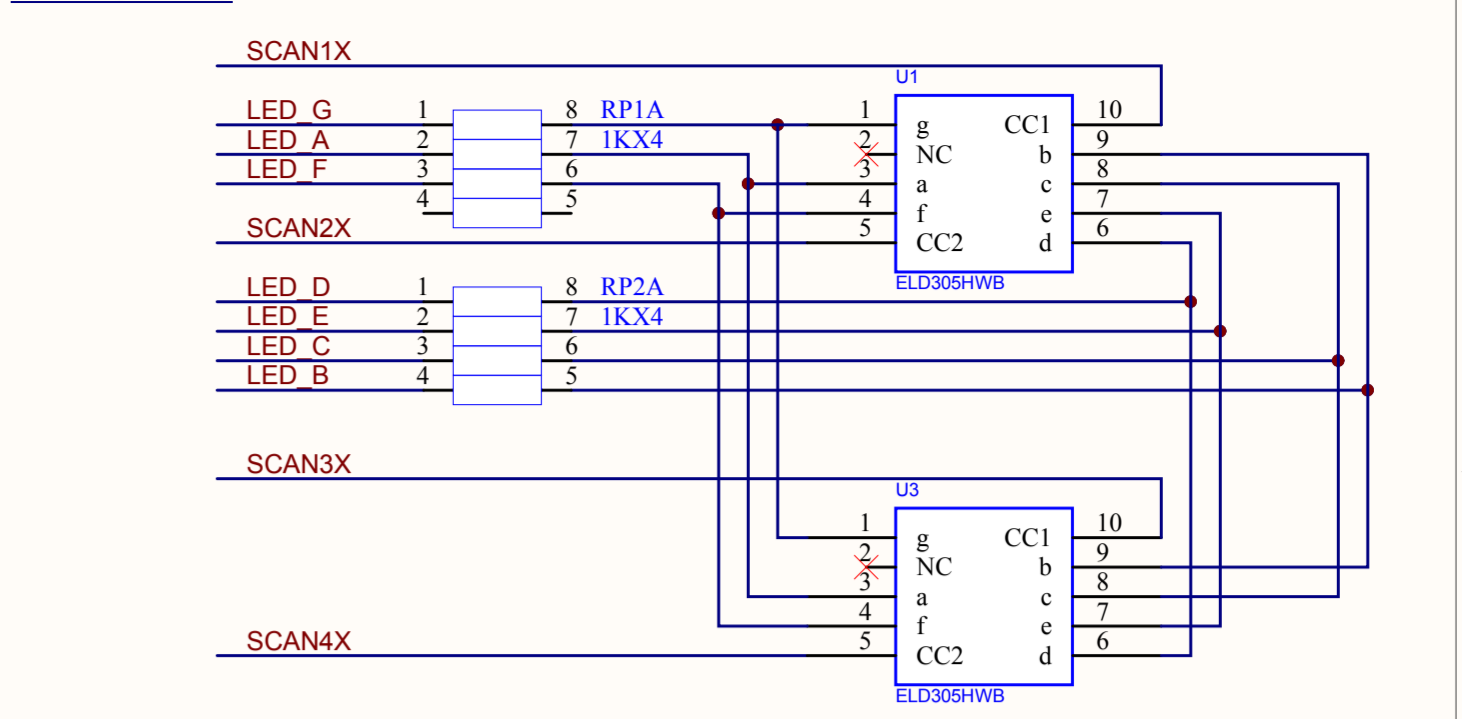 SCAN1X
U1
LED_G 1 8 RP1A 1 g CC1 10
LED_A 2 7 1KX4 2 NC b 9
LED_F 3 6 3 a c 8
4 5 4 f e 7
SCAN2X 5 CC2 d 6
ELD305HWB
LED_D 1 8 RP2A
LED_E 2 7 1KX4
LED_C 3 6
LED_B 4 5
SCAN3X
U3
1 g CC1 10
2 NC b 9
3 a c 8
4 f e 7
SCAN4X 5 CC2 d 6
ELD305HWB